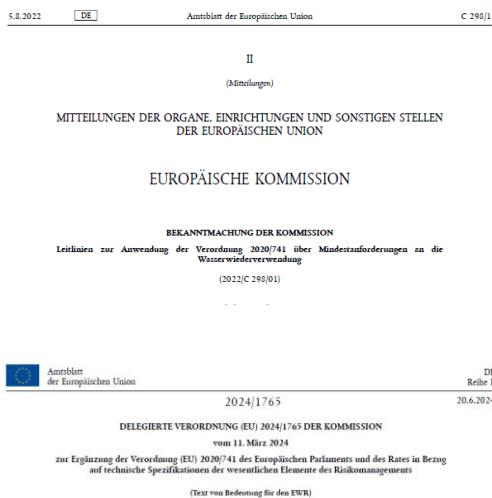 5.8.2022 DE Amtsblatt der Europäischen Union C 298/1
II
(Mitteilungen)
MITTEILUNGEN DER ORGANE, EINRICHTUNGEN UND SONSTIGEN STELLEN
DER EUROPÄISCHEN UNION
EUROPÄISCHE KOMMISSION
BEKANNTMACHUNG DER KOMMISSION
Leitlinien zur Anwendung der Verordnung 2020/741 über Mindestanforderungen an die
Wasserwiederverwendung
(2022/C 298/01)
Amtsblatt
der Europäischen Union
DE
Reihe L
2024/1765 20.6.2024
DELEGIERTE VERORDNUNG (EU) 2024/1765 DER KOMMISSION
vom 11. März 2024
zur Ergänzung der Verordnung (EU) 2020/741 des Europäischen Parlaments und des Rates in Bezug
auf technische Spezifikationen der wesentlichen Elemente des Risikomanagements
(Text von Bedeutung für den EWR)